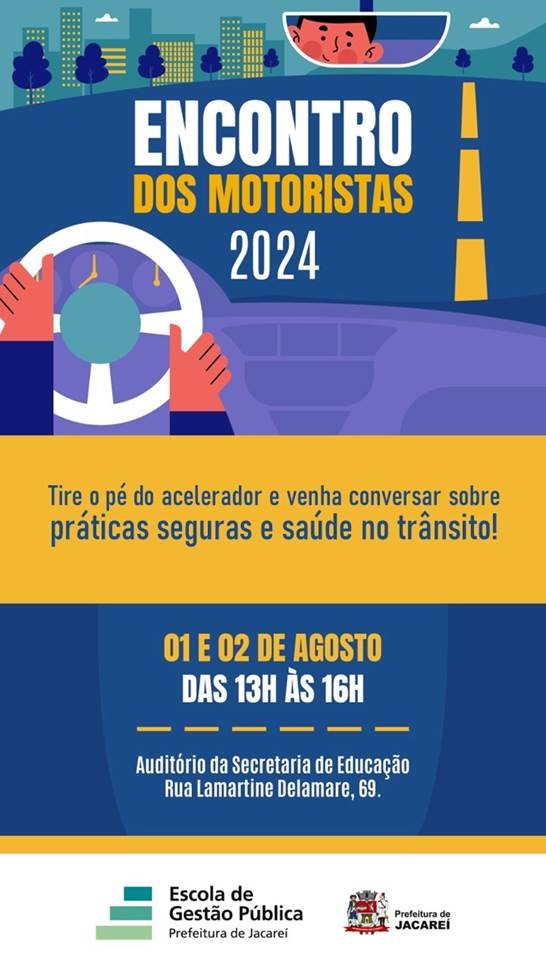 ENCONTRO
DOS MOTORISTAS
2024
Tire o pé do acelerador e venha conversar sobre
práticas seguras e saúde no trânsito!
01 E 02 DE AGOSTO
DAS 13H ÀS 16H
Auditório da Secretaria de Educação
Rua Lamartine Delamare, 69.
Escola de
Gestão Pública
Prefeitura de Jacareí
Prefeitura de
JACAREÍ